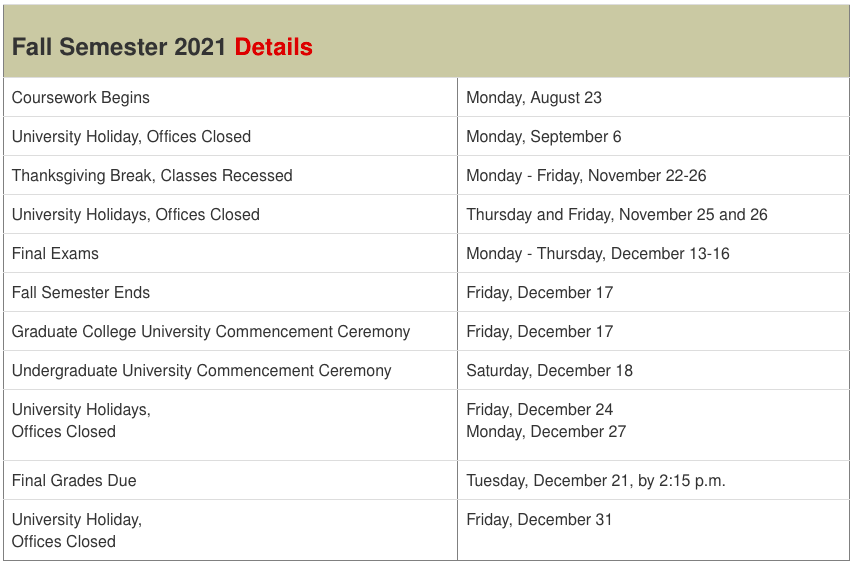 Fall Semester 2021 Details
Coursework Begins
Monday, August 23
University Holiday, Offices Closed
Monday, September 6
Thanksgiving Break, Classes Recessed
Monday - Friday, November 22-26
University Holidays, Offices Closed
Thursday and Friday, November 25 and 26
Final Exams
Monday - Thursday, December 13-16
Fall Semester Ends
Friday, December 17
Graduate College University Commencement Ceremony
Friday, December 17
Undergraduate University Commencement Ceremony
Saturday, December 18
University Holidays,
Offices Closed
Friday, December 24
Monday, December 27
Final Grades Due
Tuesday, December 21, by 2:15 p.m.
University Holiday,
Offices Closed
Friday, December 31